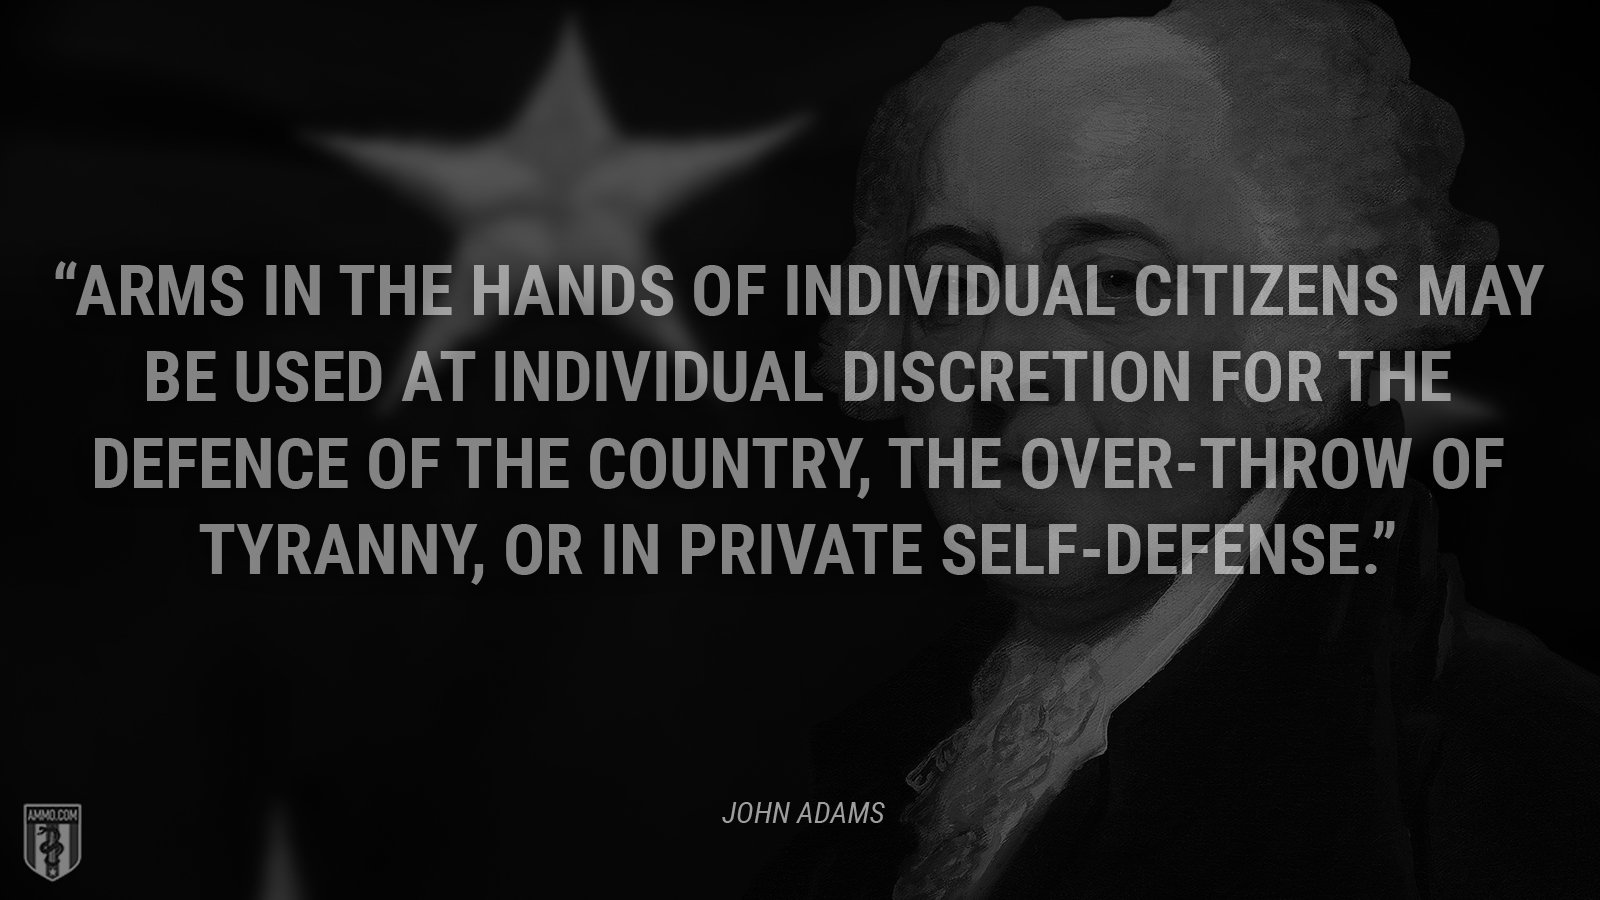 “ARMS IN THE HANDS OF INDIVIDUAL CITIZENS MAY
BE USED AT INDIVIDUAL DISCRETION FOR THE
DEFENCE OF THE COUNTRY, THE OVER-THROW OF
TYRANNY, OR IN PRIVATE SELF-DEFENSE.”
JOHN ADAMS
AMMO.COM